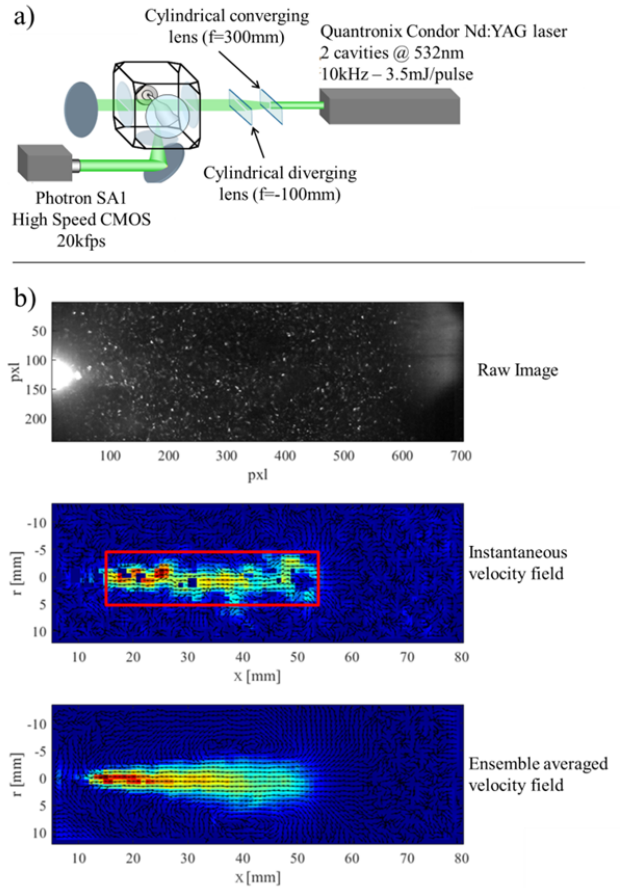 a)
Cylindrical converging
lens (f=300mm)
Quantronix Condor Nd:YAG laser
2 cavities @ 532nm
10kHz – 3.5mJ/pulse
Cylindrical diverging
lens (f=-100mm)
Photron SA1
High Speed CMOS
20kfps
b)
pxl
50
100
150
200
100 200 300 400 500 600 700
pxl
Raw Image
r [mm]
-10
-5
0
5
10
10 20 30 40 50 60 70 80
x [mm]
Instantaneous
velocity field
r [mm]
-10
-5
0
5
10
10 20 30 40 50 60 70 80
x [mm]
Ensemble averaged
velocity field